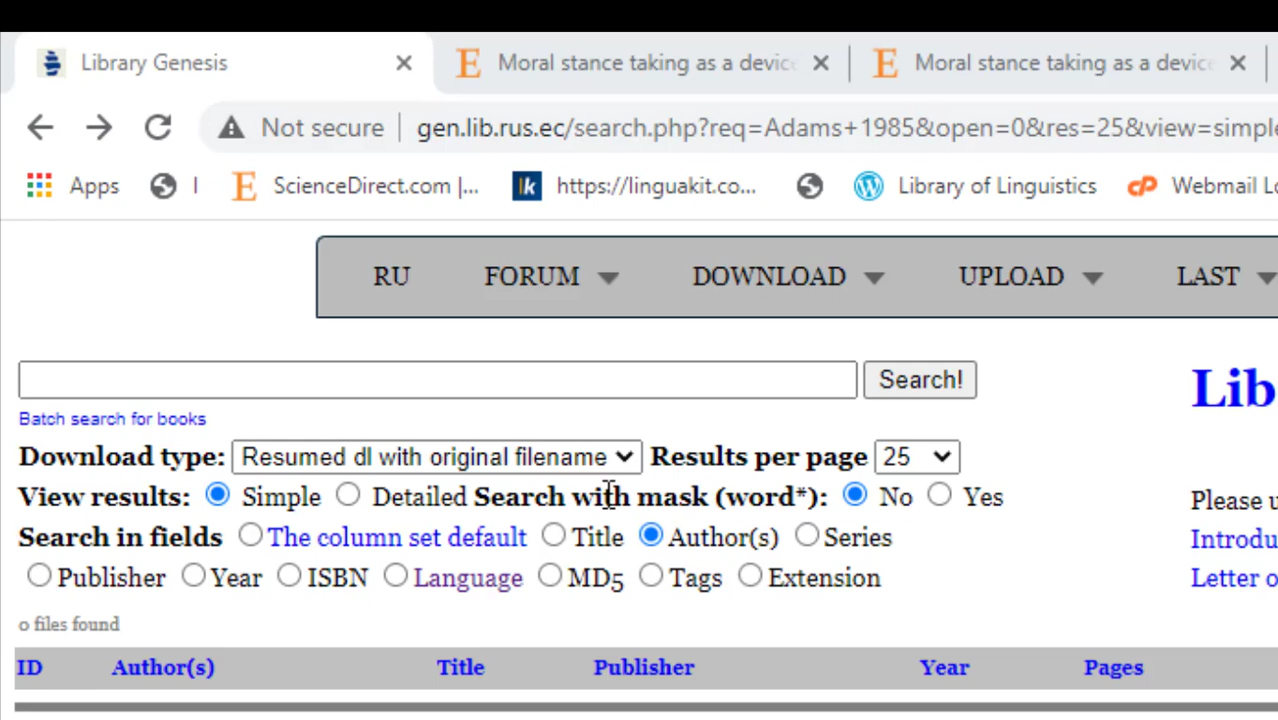 Library Genesis
Moral stance taking as a devic
Moral stance taking as a device
Not secure gen.lib.rus.ec/search.php?req=Adams+1985&open=0&res=25&view=simple
Apps
ScienceDirect.com |...
lk https://linguakit.co...
Library of Linguistics
cP Webmail Lo
RU FORUM DOWNLOAD UPLOAD LAST
Search!
Lib
Batch search for books
Download type: Resumed dl with original filename Results per page 25
View results: Simple Detailed Search with mask (word*): No Yes
Please u
Search in fields The column set default Title Author(s) Series
Introdu
Publisher Year ISBN Language MD5 Tags Extension
Letter o
0 files found
ID Author(s) Title Publisher Year Pages